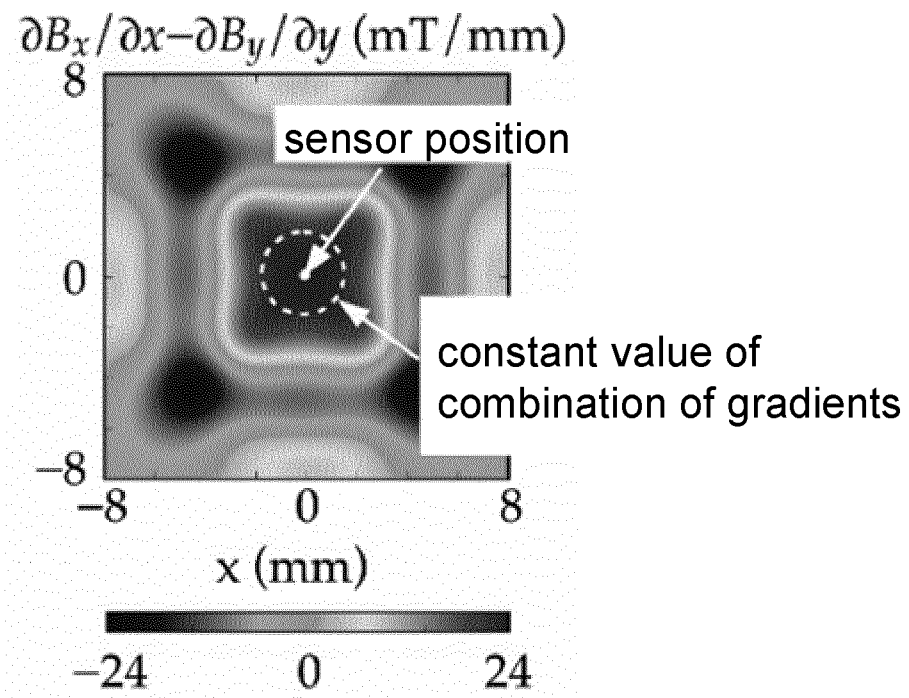 ∂Bx/∂x−∂By/∂y (mT/mm)
8
sensor position
0
constant value of
combination of gradients
−8
−8 0 8
x (mm)
−24 0 24